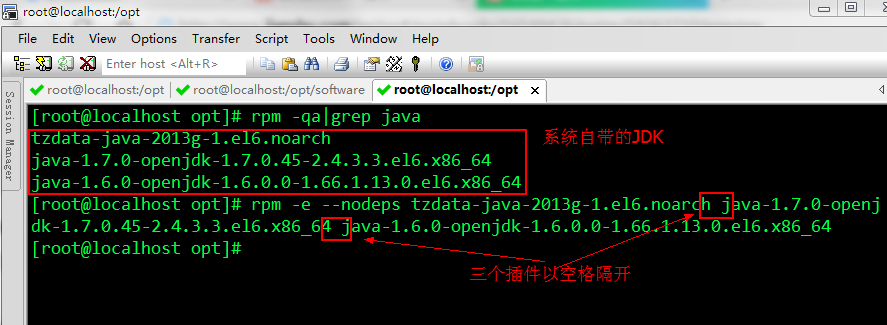 root@localhost:/opt
File Edit View Options Transfer Script Tools Window Help
Enter host <Alt+R>
root@localhost:/opt root@localhost:/opt/software root@localhost:/opt ×
Session Manager
[root@localhost opt]# rpm -qa|grep java
tzdata-java-2013g-1.el6.noarch
系统自带的JDK
java-1.7.0-openjdk-1.7.0.45-2.4.3.3.el6.x86_64
java-1.6.0-openjdk-1.6.0.0-1.66.1.13.0.el6.x86_64
[root@localhost opt]# rpm -e --nodeps tzdata-java-2013g-1.el6.noarch java-1.7.0-openj
dk-1.7.0.45-2.4.3.3.el6.x86_64 java-1.6.0-openjdk-1.6.0.0-1.66.1.13.0.el6.x86_64
[root@localhost opt]#
三个插件以空格隔开